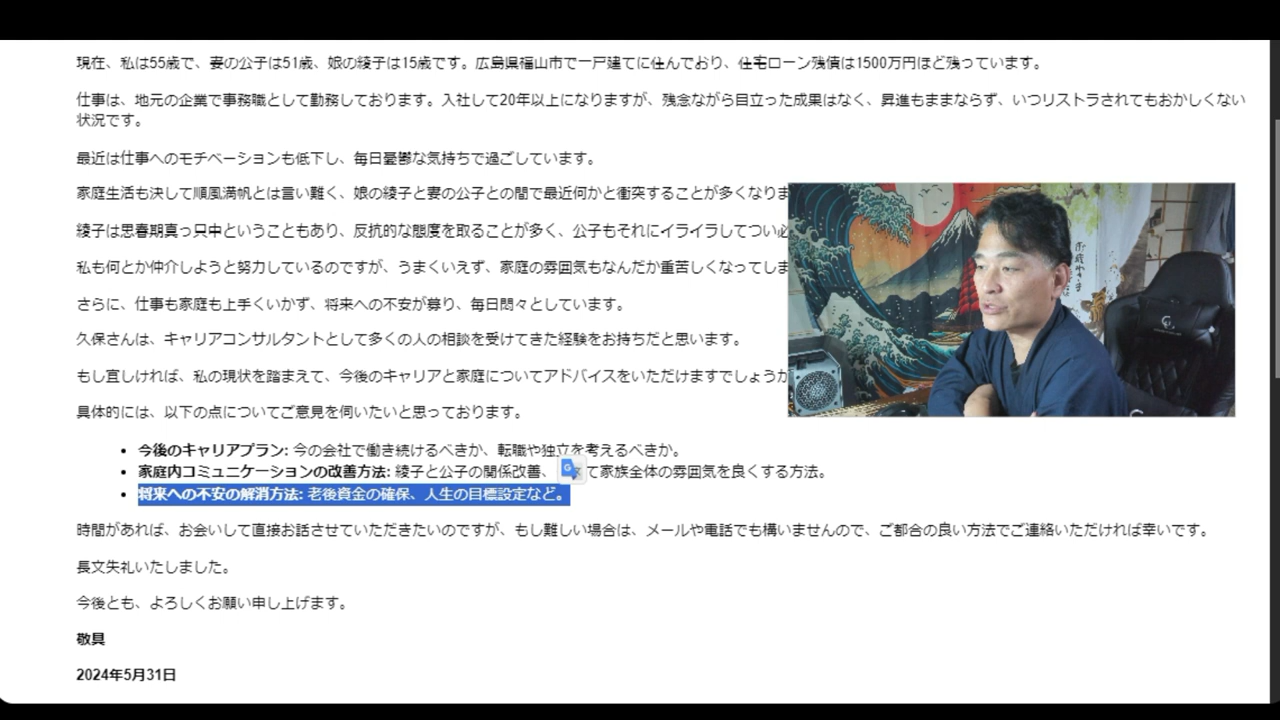 現在、私は55歳で、妻の公子は51歳、娘の綾子は15歳です。広島県福山市で一戸建てに住んでおり、住宅ローン残債は1500万円ほど残っています。
仕事は、地元の企業で事務職として勤務しております。入社して20年以上になりますが、残念ながら目立った成果はなく、昇進もままならず、いつリストラされてもおかしくない
状況です。
最近は仕事へのモチベーションも低下し、毎日憂鬱な気持ちで過ごしています。
家庭生活も決して順風満帆とは言い難く、娘の綾子と妻の公子との間で最近何かと衝突することが多くなりま
綾子は思春期真っ只中ということもあり、反抗的な態度を取ることが多く、公子もそれにイライラしてつい
私も何とか仲介しようと努力しているのですが、うまくいえず、家庭の雰囲気もなんだか重苦しくなってしま
さらに、仕事も家庭も上手くいかず、将来への不安が募り、毎日悶々としています。
久保さんは、キャリアコンサルタントとして多くの人の相談を受けてきた経験をお持ちだと思います。
もし宜しければ、私の現状を踏まえて、今後のキャリアと家庭についてアドバイスをいただけますでしょうか
具体的には、以下の点についてご意見を伺いたいと思っております。
• 今後のキャリアプラン: 今の会社で働き続けるべきか、転職や独立を考えるべきか。
• 家庭内コミュニケーションの改善方法: 綾子と公子の関係改善、て家族全体の雰囲気を良くする方法。
• 将来への不安の解消方法: 老後資金の確保、人生の目標設定など。
時間があれば、お会いして直接お話させていただきたいのですが、もし難しい場合は、メールや電話でも構いませんので、ご都合の良い方法でご連絡いただければ幸いです。
長文失礼いたしました。
今後とも、よろしくお願い申し上げます。
敬具
2024年5月31日